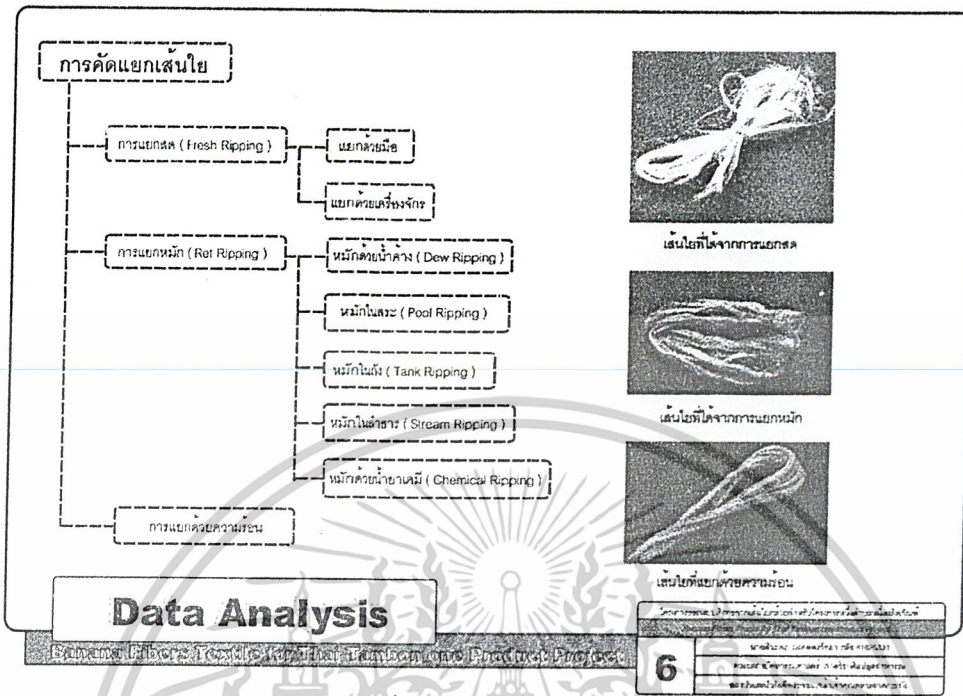 การคัดแยกเส้นใย
การแยกสด ( Fresh Ripping )
แยกด้วยมือ
แยกด้วยเครื่องจักร
การแยกหมัก ( Ret Ripping )
หมักด้วยน้ำค้าง ( Dew Ripping )
หมักในสระ ( Pool Ripping )
หมักในถัง ( Tank Ripping )
หมักในลำธาร ( Stream Ripping )
หมักด้วยน้ำยาเคมี ( Chemical Ripping )
การแยกด้วยความร้อน
เส้นใยที่ได้จากการแยกสด
เส้นใยที่ได้จากการแยกหมัก
เส้นใยที่แยกด้วยความร้อน
Data Analysis
Banana Fibers Textile for Thai Tambon one Product Project
6